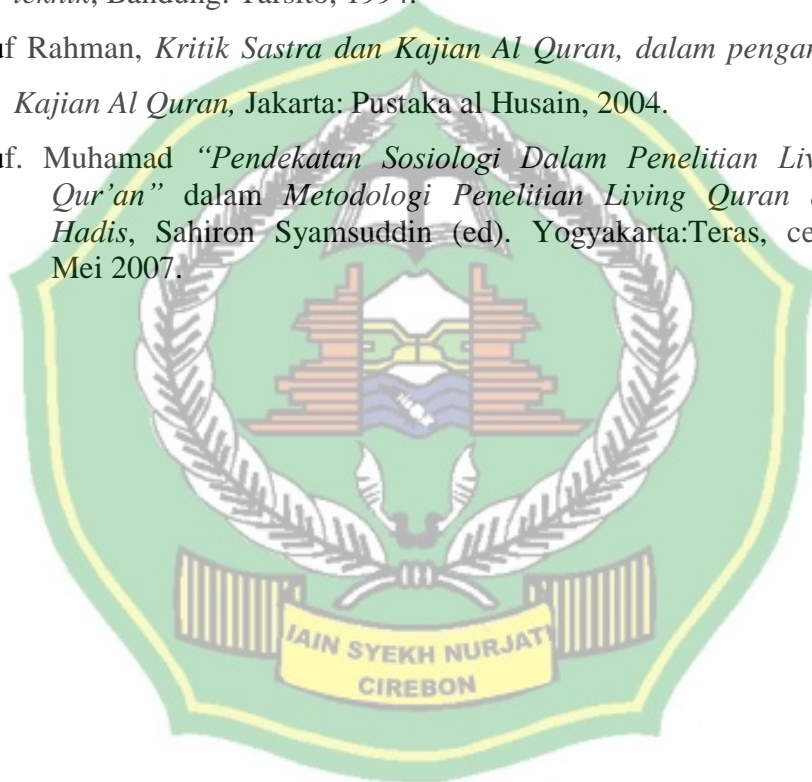 teknik, Bandung: Tarsito, 1994.
uf Rahman, Kritik Sastra dan Kajian Al Quran, dalam pengan
Kajian Al Quran, Jakarta: Pustaka al Husain, 2004.
uf. Muhamad “Pendekatan Sosiologi Dalam Penelitian Liv
Qur’an” dalam Metodologi Penelitian Living Quran
Hadis, Sahiron Syamsuddin (ed). Yogyakarta:Teras, ce
Mei 2007.
IAIN SYEKH NURJATI
CIREBON